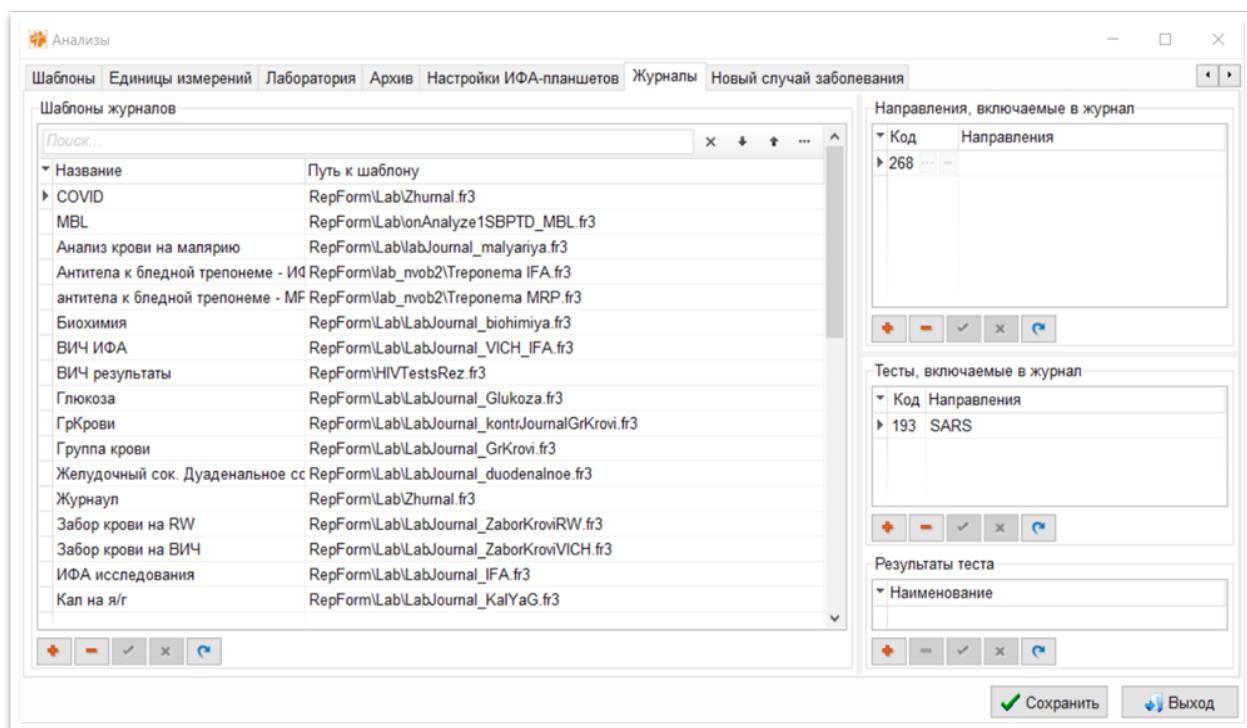 Анализы
Шаблоны Единицы измерений Лаборатория Архив Настройки ИФА-планшетов Журналы Новый случай заболевания
Шаблоны журналов
Поиск...
Название Путь к шаблону
COVID RepForm\Lab\Zhurnal.fr3
MBL RepForm\Lab\onAnalyze1SBPTD_MBL.fr3
Анализ крови на малярию RepForm\Lab\labJournal_malyariya.fr3
Антитела к бледной трепонеме - ИФ RepForm\lab_nvob2\Treponema IFA.fr3
антитела к бледной трепонеме - МР RepForm\lab_nvob2\Treponema MRP.fr3
Биохимия RepForm\Lab\LabJournal_biohimiya.fr3
ВИЧ ИФА RepForm\Lab\LabJournal_VICH_IFA.fr3
ВИЧ результаты RepForm\HIVTestsRez.fr3
Глюкоза RepForm\Lab\LabJournal_Glukoza.fr3
ГрКрови RepForm\Lab\LabJournal_kontrJournalGrKrovi.fr3
Группа крови RepForm\Lab\LabJournal_GrKrovi.fr3
Желудочный сок. Дуаденальное сс RepForm\Lab\LabJournal_duodenalnoe.fr3
Журнаул RepForm\Lab\Zhurnal.fr3
Забор крови на RW RepForm\Lab\LabJournal_ZaborKroviRW.fr3
Забор крови на ВИЧ RepForm\Lab\LabJournal_ZaborKroviVICH.fr3
ИФА исследования RepForm\Lab\LabJournal_IFA.fr3
Кал на я/г RepForm\Lab\LabJournal_KalYaG.fr3
Направления, включаемые в журнал
Код Направления
268
Тесты, включаемые в журнал
Код Направления
193 SARS
Результаты теста
Наименование
Сохранить Выход